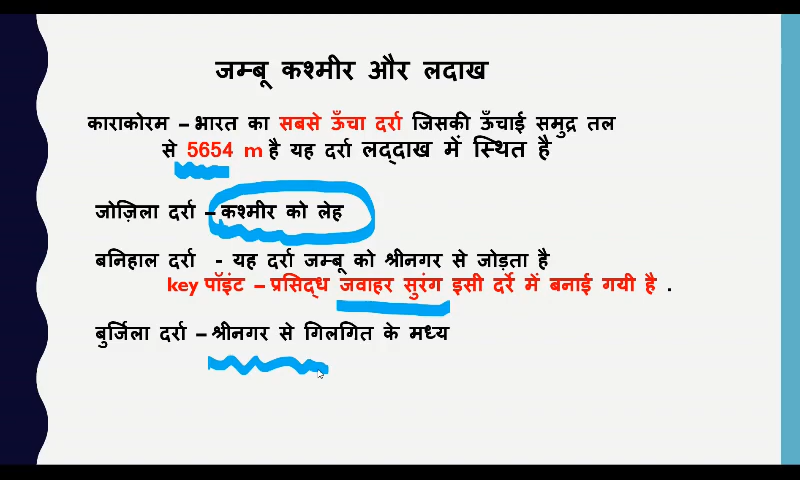 जम्बू कश्मीर और लदाख
काराकोरम – भारत का सबसे ऊँचा दर्रा जिसकी ऊँचाई समुद्र तल
से 5654 m है यह दर्रा लद्दाख में स्थित है
जोज़िला दर्रा – कश्मीर को लेह
बनिहाल दर्रा - यह दर्रा जम्बू को श्रीनगर से जोड़ता है
key पॉइंट – प्रसिद्ध जवाहर सुरंग इसी दर्रे में बनाई गयी है .
बुर्जिला दर्रा – श्रीनगर से गिलगित के मध्य